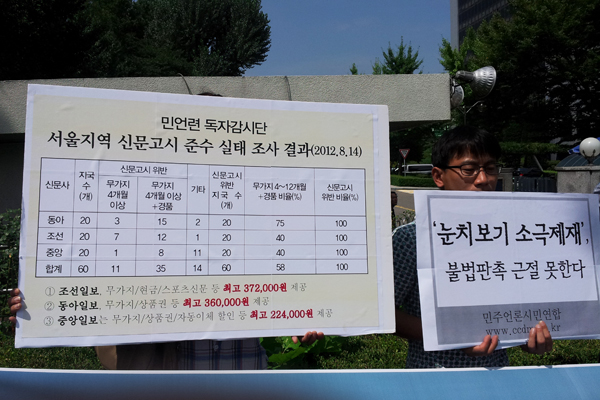 민언련 독자감시단
서울지역 신문고시 준수 실태 조사 결과(2012.8.14)
신문사 지국수(개) 신문고시 위반 기타 신문고시 위반 지국수(개) 무가지 4~12개월+경품 비율(%) 신문고시 위반 비율(%)
무가지 4개월 이상 무가지 4개월 이상+경품
동아 20 3 15 2 20 75 100
조선 20 7 12 1 20 40 100
중앙 20 1 8 11 20 40 100
합계 60 11 35 14 60 58 100
① 조선일보, 무가지/현금/스포츠신문 등 최고 372,000원 제공
② 동아일보, 무가지/상품권 등 최고 360,000원 제공
③ 중앙일보는 무가지/상품권/자동이체 할인 등 최고 224,000원 제공
'눈치보기 소극제재',
불법판촉 근절 못한다
민주언론시민연합
www.ccd
kr